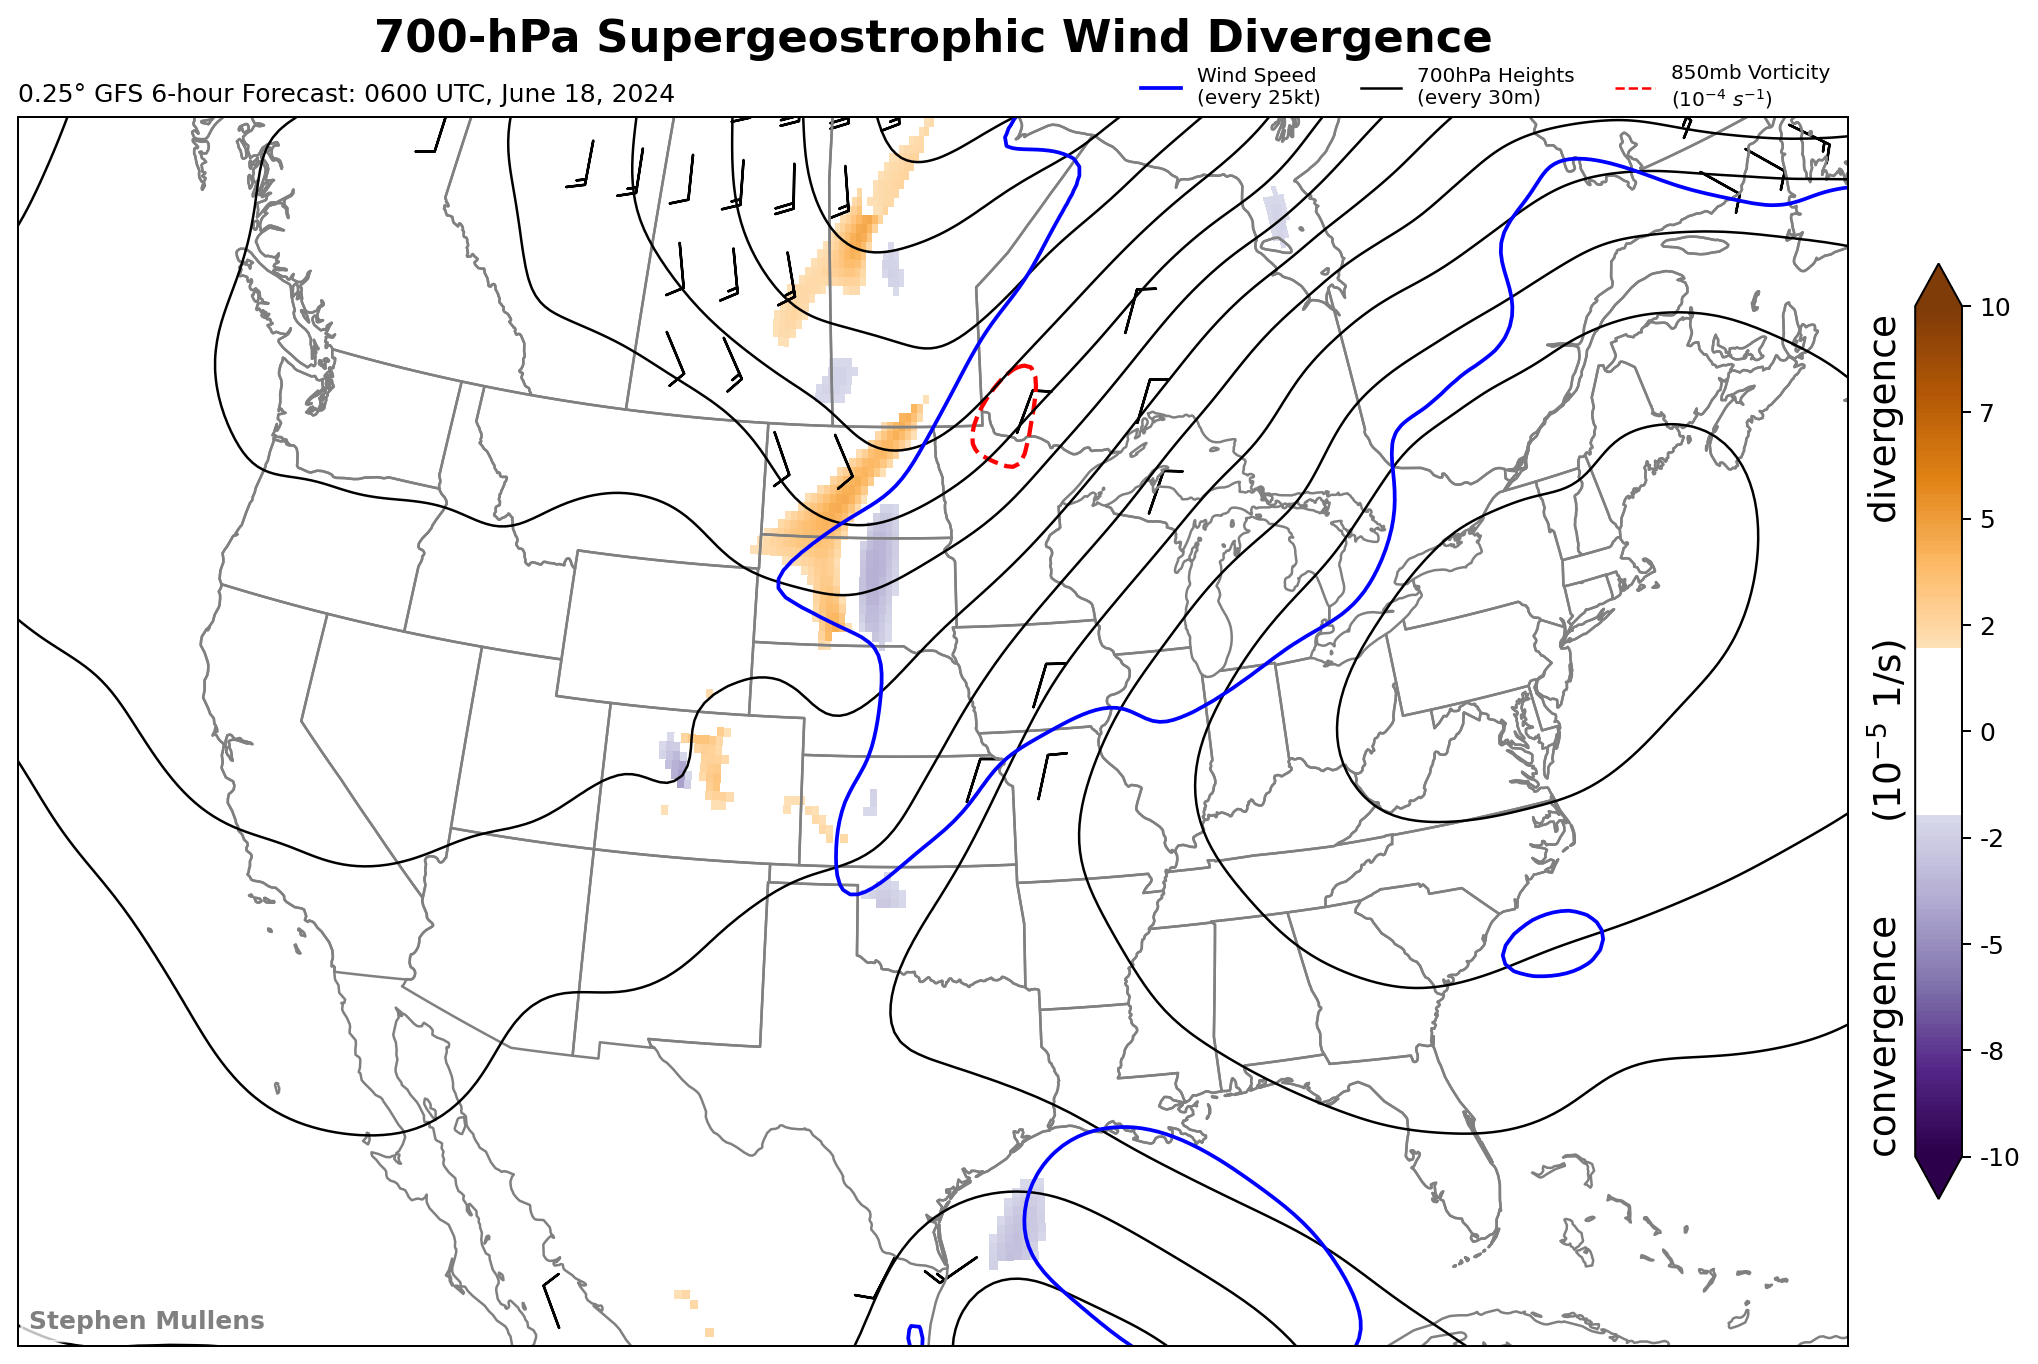 700-hPa Supergeostrophic Wind Divergence
0.25° GFS 6-hour Forecast: 0600 UTC, June 18, 2024
Wind Speed
(every 25kt)
700hPa Heights
(every 30m)
850mb Vorticity
(10⁻⁴ s⁻¹)
10
7
5
2
0
-2
-5
-8
-10
convergence (10⁻⁵ 1/s) divergence
Stephen Mullens